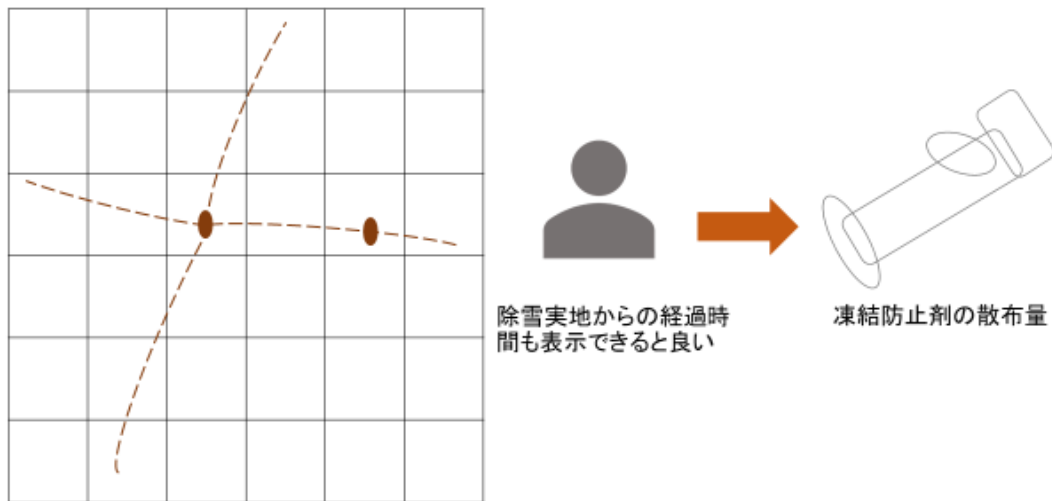 除雪実地からの経過時
間も表示できると良い
凍結防止剤の散布量